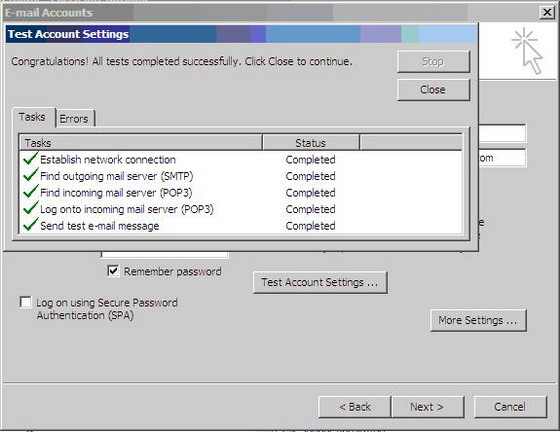 E-mail Accounts
Test Account Settings
Congratulations! All tests completed successfully. Click Close to continue.
Stop
Close
Tasks Errors
Tasks Status
Establish network connection Completed
Find outgoing mail server (SMTP) Completed
Find incoming mail server (POP3) Completed
Log onto incoming mail server (POP3) Completed
Send test e-mail message Completed
com
Remember password
Test Account Settings ...
Log on using Secure Password
Authentication (SPA)
More Settings ...
< Back Next > Cancel